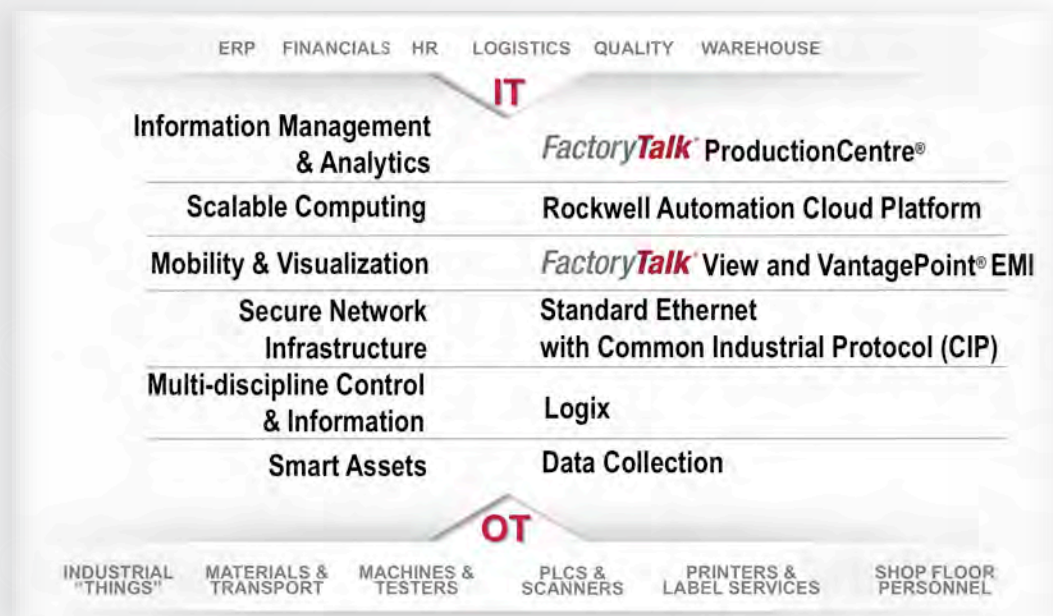 ERP FINANCIALS HR LOGISTICS QUALITY WAREHOUSE
IT
Information Management
& Analytics
FactoryTalk® ProductionCentre®
Scalable Computing
Rockwell Automation Cloud Platform
Mobility & Visualization
FactoryTalk® View and VantagePoint® EMI
Secure Network
Infrastructure
Standard Ethernet
with Common Industrial Protocol (CIP)
Multi-discipline Control
& Information
Logix
Smart Assets
Data Collection
OT
INDUSTRIAL
"THINGS"
MATERIALS &
TRANSPORT
MACHINES &
TESTERS
PLCS &
SCANNERS
PRINTERS &
LABEL SERVICES
SHOP FLOOR
PERSONNEL